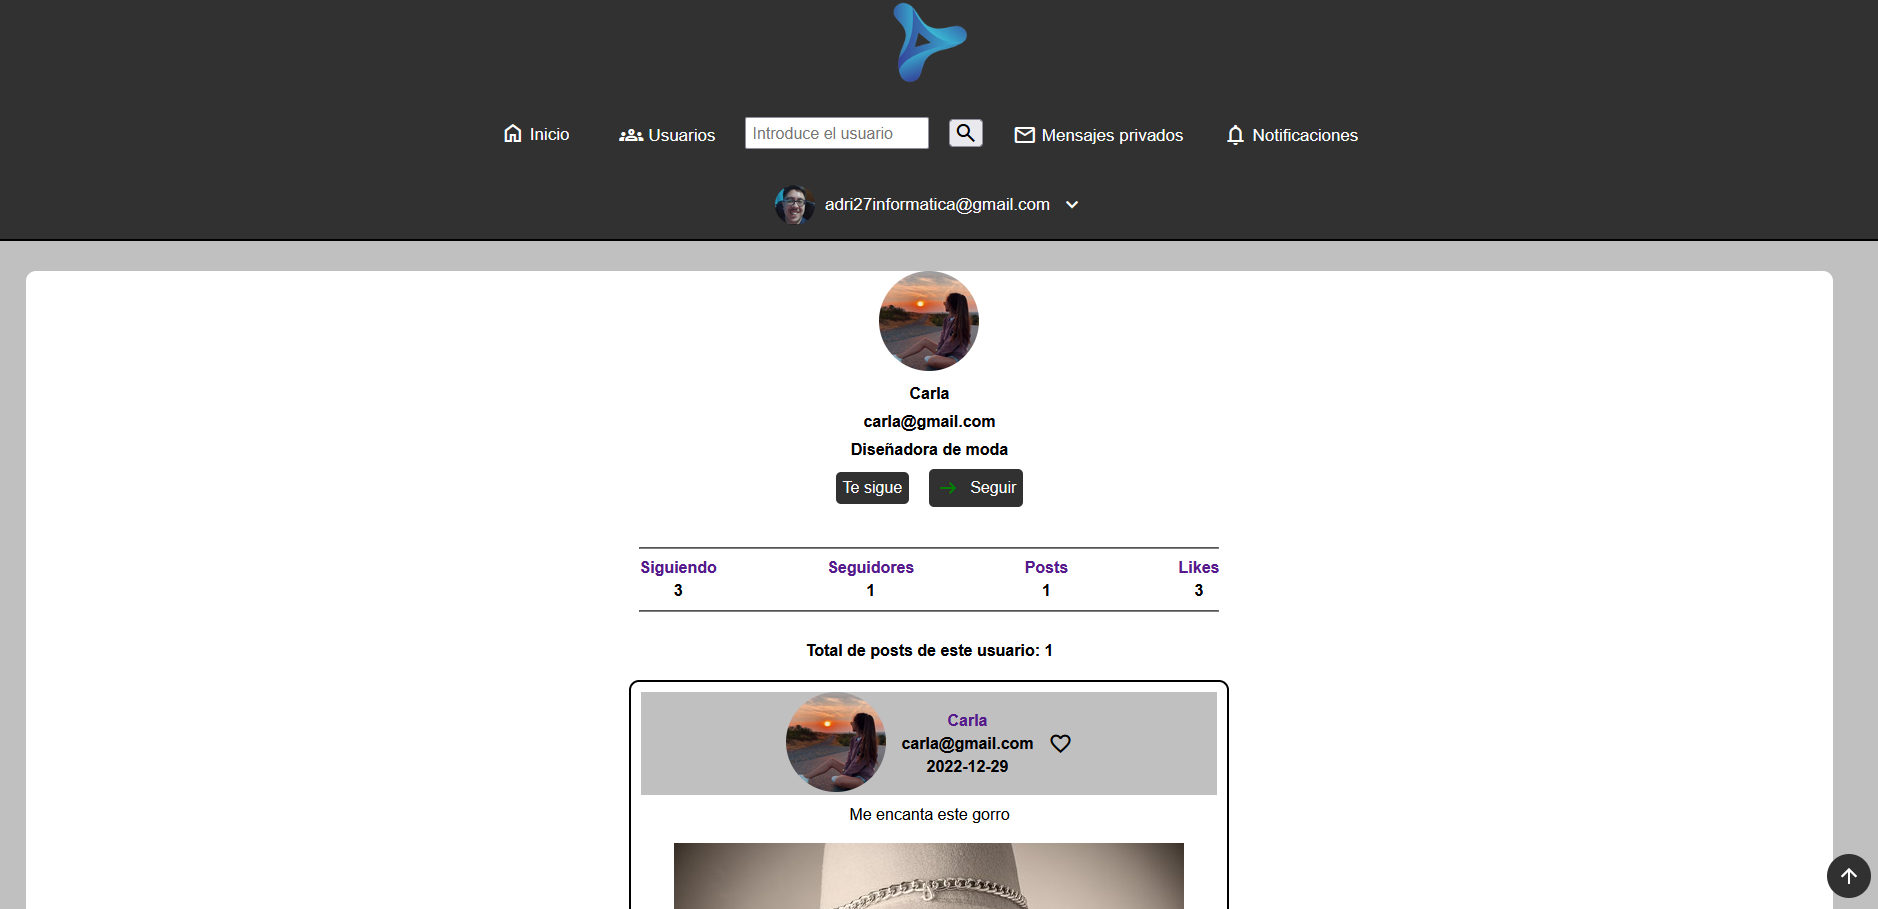 Inicio
Usuarios
Introduce el usuario
Mensajes privados
Notificaciones
adri27informatica@gmail.com
Carla
carla@gmail.com
Diseñadora de moda
Te sigue
Seguir
Siguiendo Seguidores Posts Likes
3 1 1 3
Total de posts de este usuario: 1
Carla
carla@gmail.com
2022-12-29
Me encanta este gorro